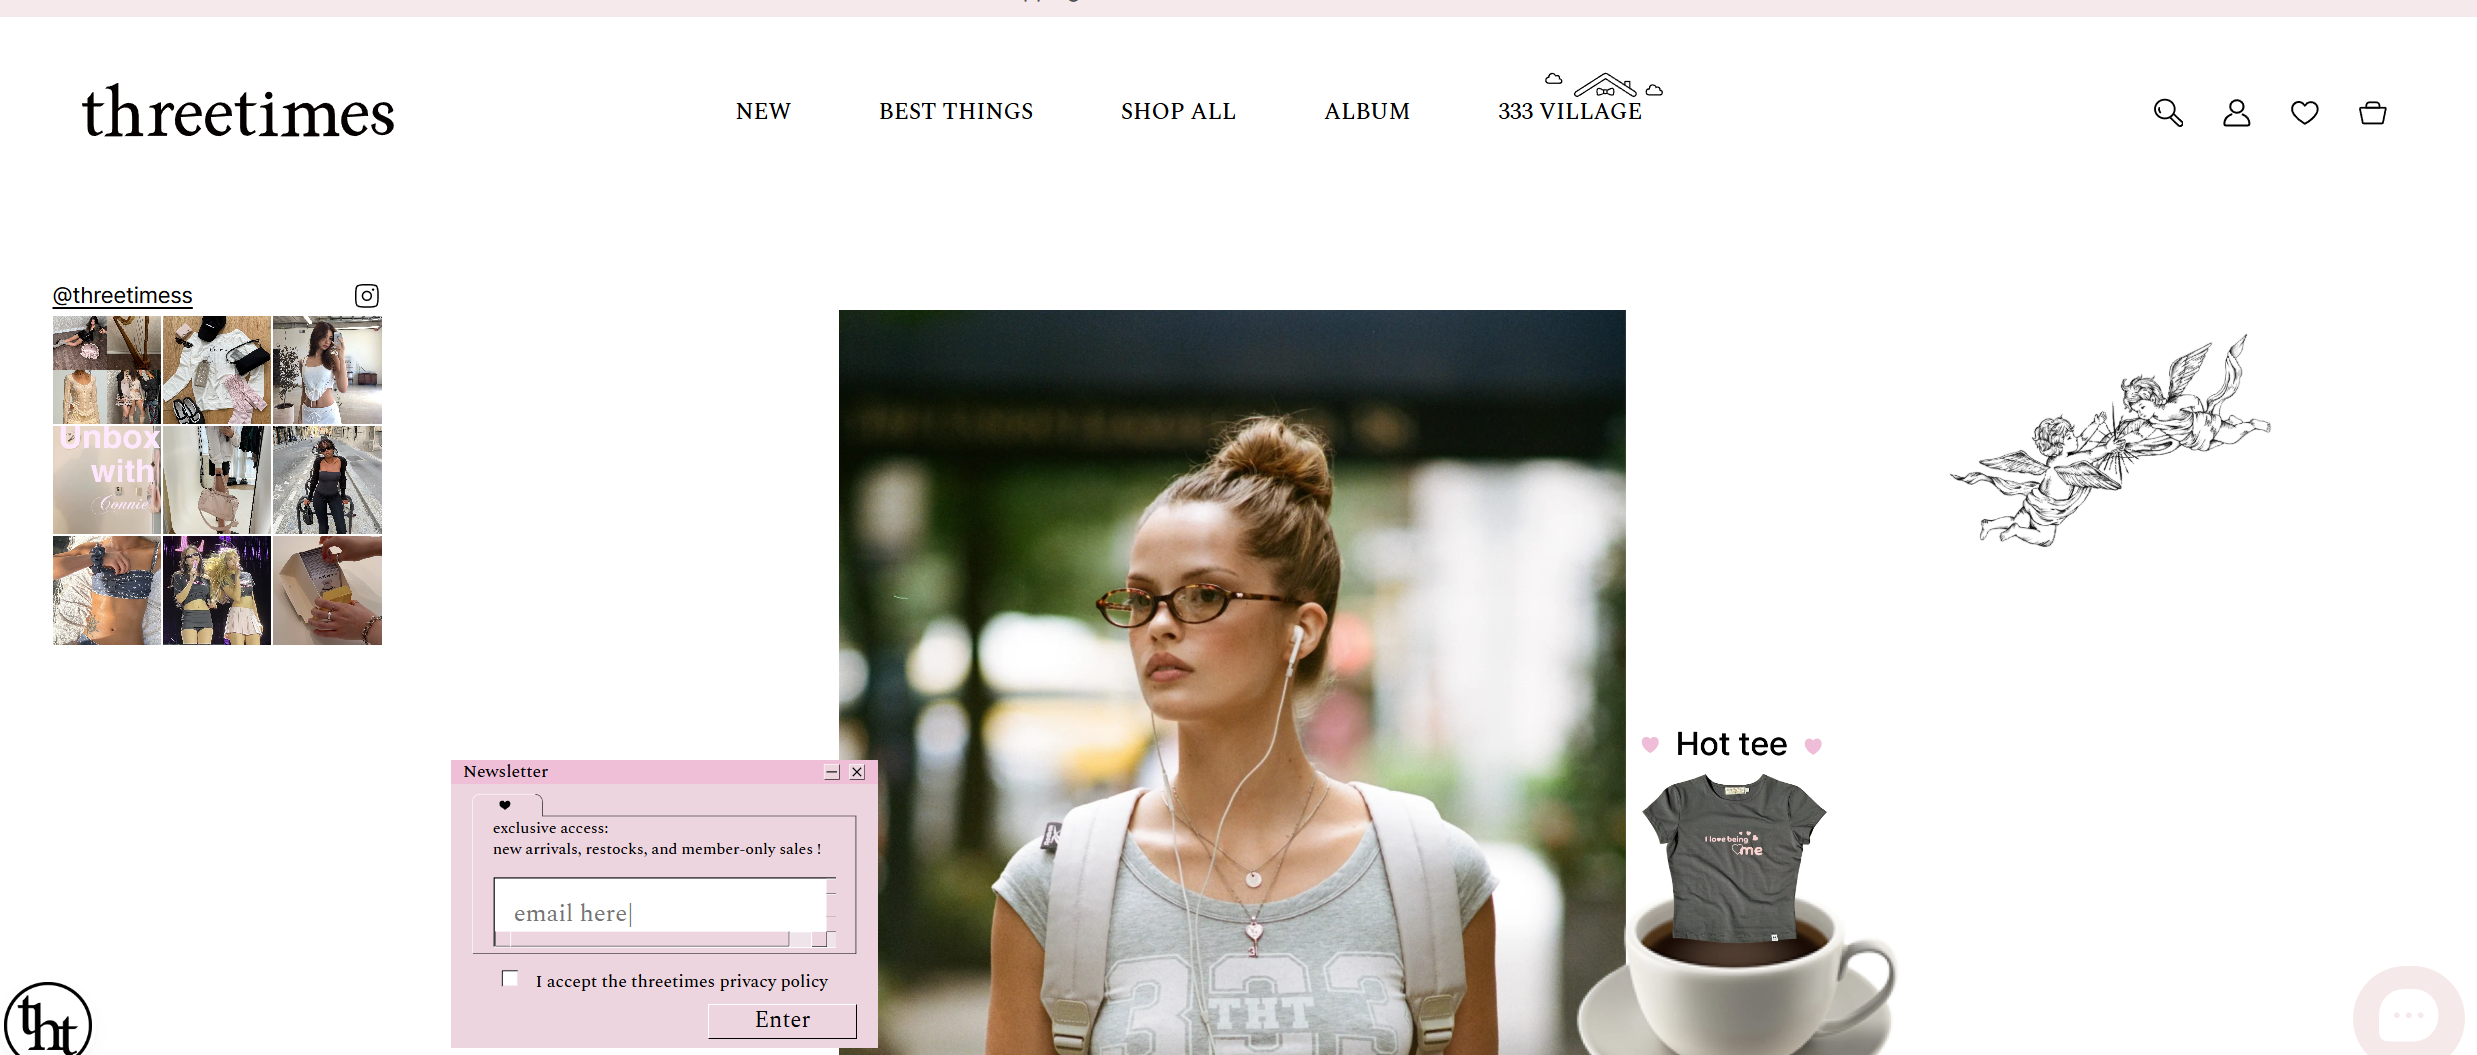 threetimes
NEW
BEST THINGS
SHOP ALL
ALBUM
333 VILLAGE
@threetimess
Unbox
with
Connie
Hot tee
I love being
me
Newsletter
exclusive access:
new arrivals, restocks, and member-only sales !
email here
I accept the threetimes privacy policy
Enter
333
THT
tht